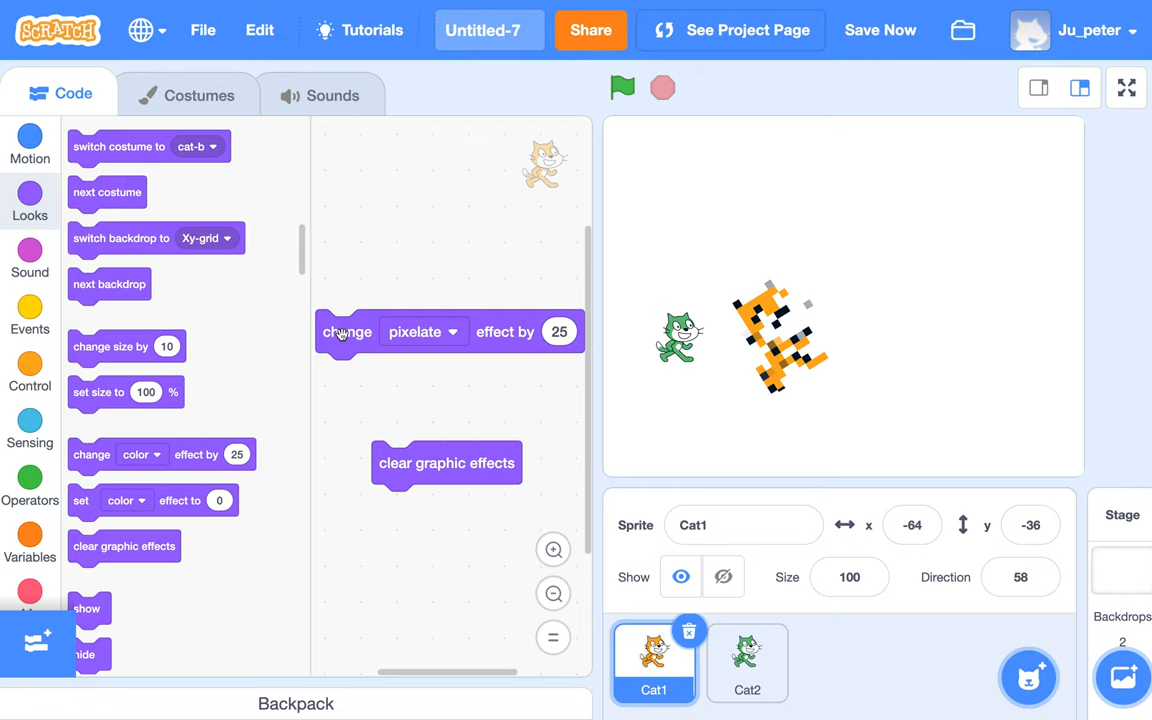 SCRATCH File Edit Tutorials Untitled-7 Share See Project Page Save Now Ju_peter
Code Costumes Sounds
Motion
Looks
Sound
Events
Control
Sensing
Operators
Variables
switch costume to cat-b
next costume
switch backdrop to Xy-grid
next backdrop
change size by 10
set size to 100 %
change color effect by 25
set color effect to 0
clear graphic effects
show
hide
change pixelate effect by 25
clear graphic effects
Backpack
Sprite Cat1 x -64 y -36
Show Size 100 Direction 58
Cat1 Cat2
Stage
Backdrops
2